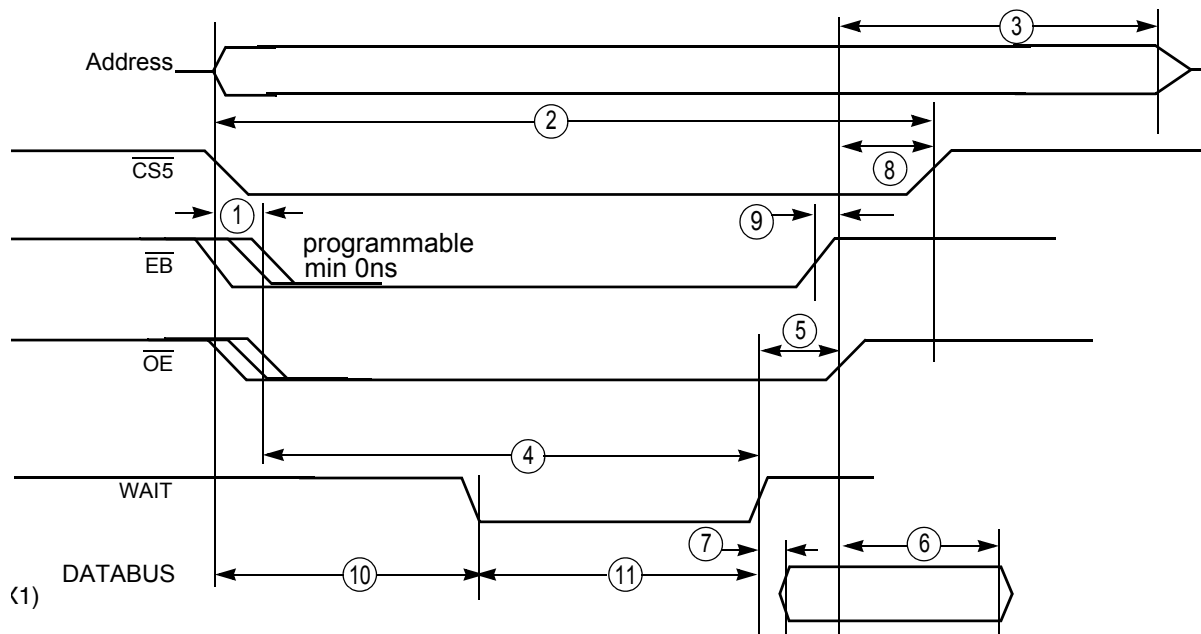 3
Address
2
CS5
8
1
9
programmable
min 0ns
EB
5
OE
4
WAIT
7
6
DATABUS
10
11
X1)